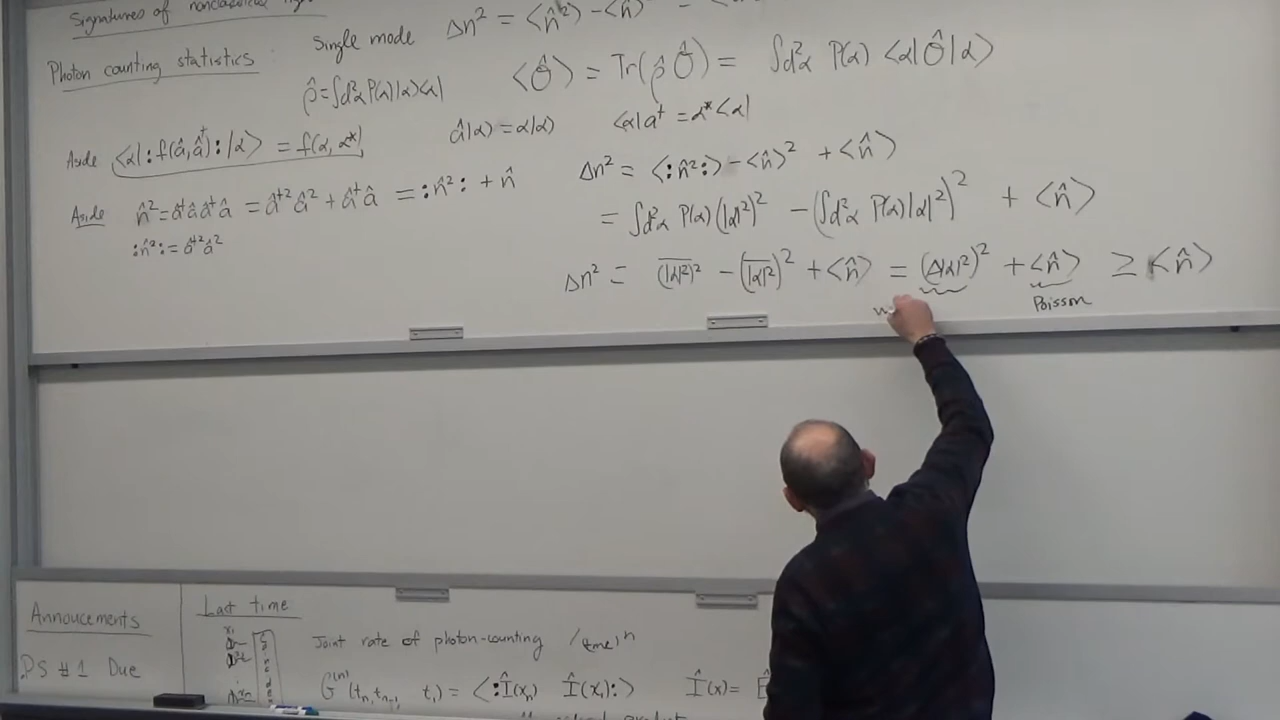 Signatures of nonclassical
Δn² = ⟨n̂²⟩ - ⟨n̂⟩
Photon counting statistics :
Single mode
ρ̂ = ∫d²α P(α)|α⟩⟨α|
⟨Ô⟩ = Tr(ρ̂ Ô) = ∫d²α P(α) ⟨α|Ô|α⟩
Aside ⟨α|:f(â,â†):|α⟩ = f(α,α*)
â|α⟩ = α|α⟩ ⟨α|a† = α*⟨α|
Aside n̂² = â†ââ†â = â†²â² + â†â = :n̂²: + n̂
:n̂²: = â†²â²
Δn² = ⟨:n̂²:⟩ - ⟨n̂⟩² + ⟨n̂⟩
= ∫d²α P(α)(|α|²)² - (∫d²α P(α)|α|²)² + ⟨n̂⟩
Δn² = \overline{(|α|²)²} - (\overline{|α|²})² + ⟨n̂⟩ = (Δ|α|²)² + ⟨n̂⟩ ≥ ⟨n̂⟩
Poisson
Annoucements
PS #1 Due
Last time
Joint rate of photon-counting (time)ⁿ
G⁽ⁿ⁾(tₙ,tₙ₋₁ t₁) = ⟨:Î(xₙ) Î(x₁):⟩ Î(x)=